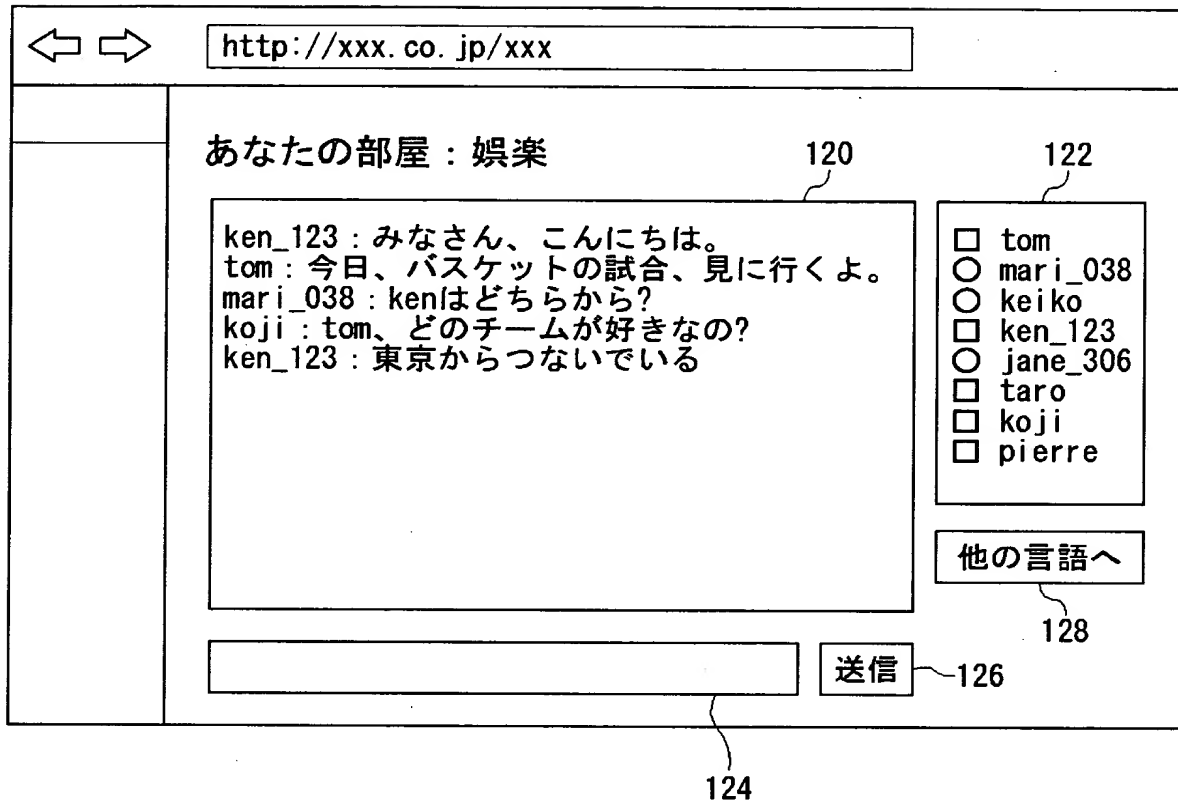 http://xxx.co.jp/xxx
あなたの部屋：娯楽
120
122
ken_123：みなさん、こんにちは。
tom：今日、バスケットの試合、見に行くよ。
mari_038：kenはどちらから?
koji：tom、どのチームが好きなの?
ken_123：東京からつないでいる
□ tom
○ mari_038
○ keiko
□ ken_123
○ jane_306
□ taro
□ koji
□ pierre
他の言語へ
128
送信
126
124